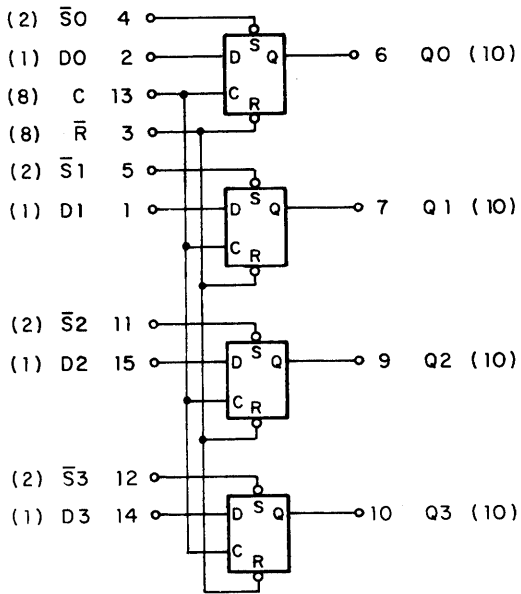 (2) S̅0 4
S
(1) D0 2 D Q 6 Q0 (10)
(8) C 13 C
R
(8) R̅ 3
(2) S̅1 5
S
(1) D1 1 D Q 7 Q1 (10)
C
R
(2) S̅2 11
S
(1) D2 15 D Q 9 Q2 (10)
C
R
(2) S̅3 12
S
(1) D3 14 D Q 10 Q3 (10)
C
R